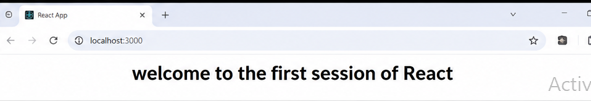 React App
localhost:3000
welcome to the first session of React
Activ